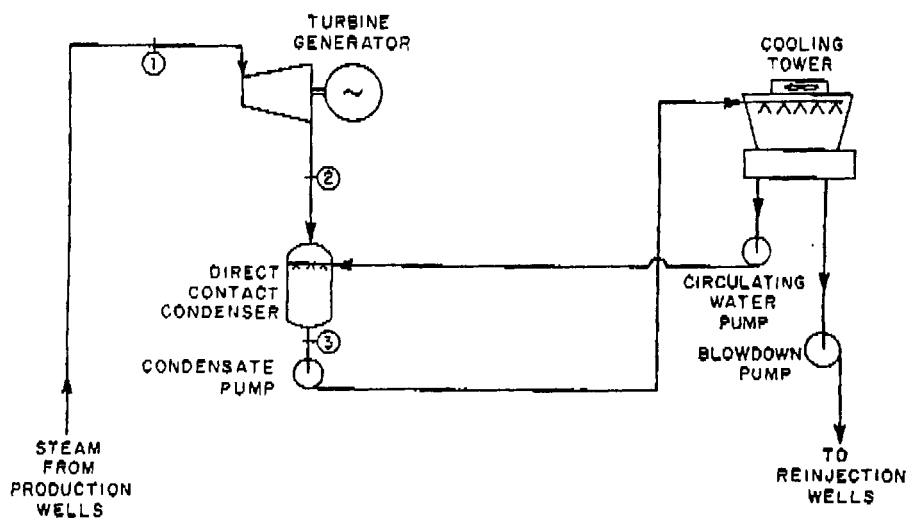 TURBINE
GENERATOR
COOLING
TOWER
1
~
2
DIRECT
CONTACT
CONDENSER
CIRCULATING
WATER
PUMP
3
CONDENSATE
PUMP
BLOWDOWN
PUMP
STEAM
FROM
PRODUCTION
WELLS
TO
REINJECTION
WELLS